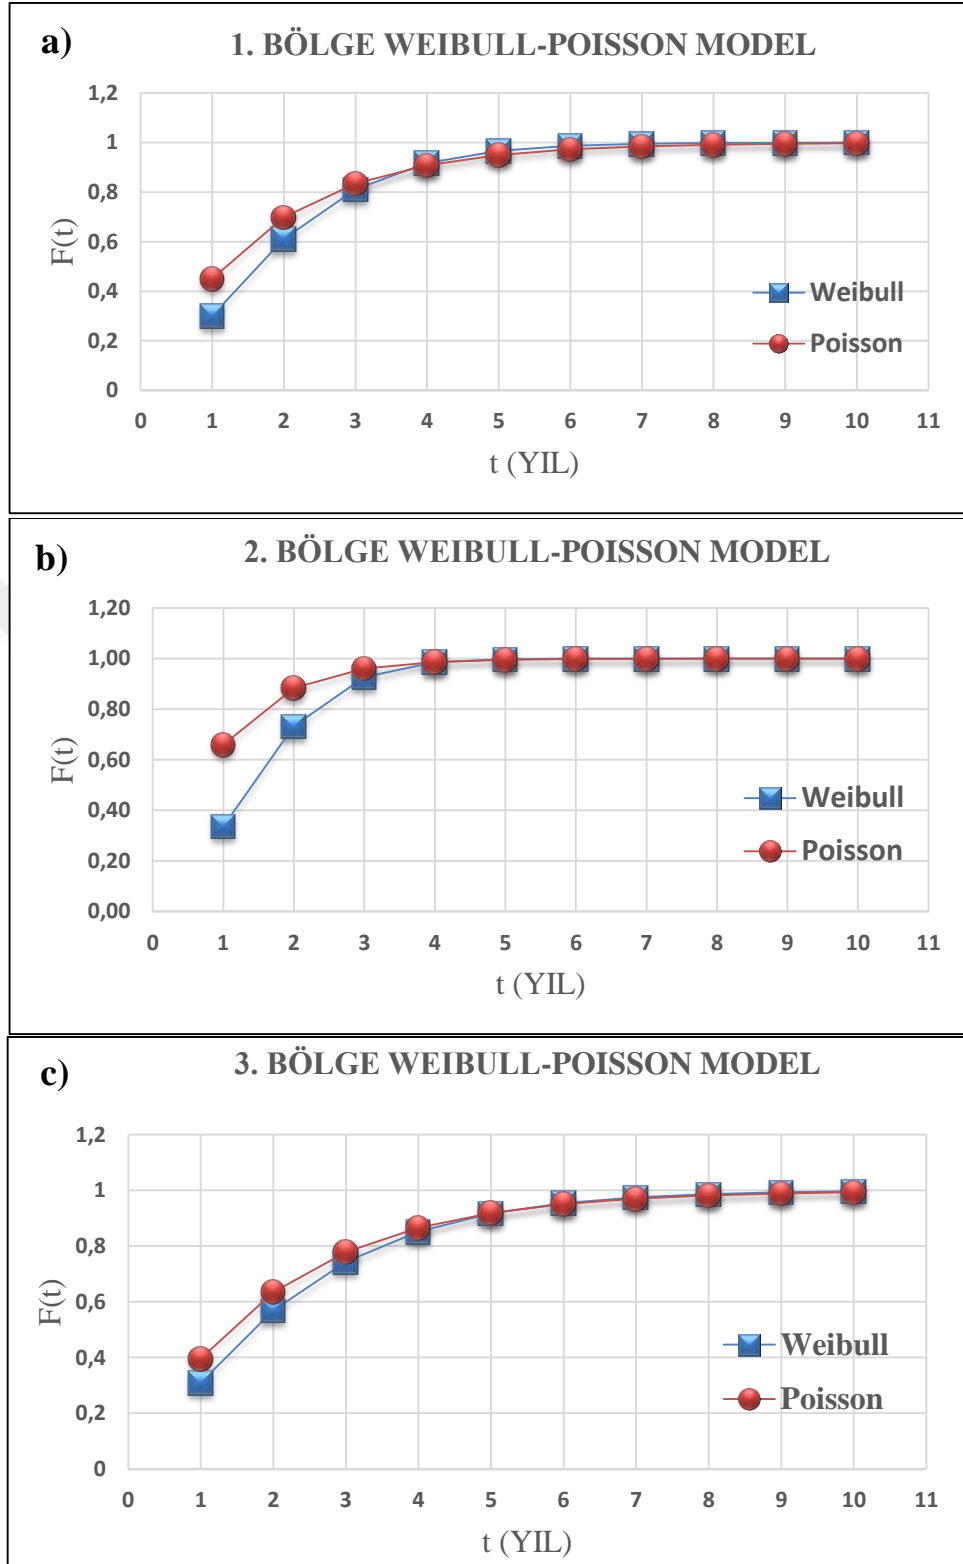 a)
1. BÖLGE WEIBULL-POISSON MODEL
1,2
1
0,8
0,6
0,4
0,2
0
F(t)
Weibull
Poisson
0 1 2 3 4 5 6 7 8 9 10 11
t (YIL)
b)
2. BÖLGE WEIBULL-POISSON MODEL
1,20
1,00
0,80
0,60
0,40
0,20
0,00
F(t)
Weibull
Poisson
0 1 2 3 4 5 6 7 8 9 10 11
t (YIL)
c)
3. BÖLGE WEIBULL-POISSON MODEL
1,2
1
0,8
0,6
0,4
0,2
0
F(t)
Weibull
Poisson
0 1 2 3 4 5 6 7 8 9 10 11
t (YIL)